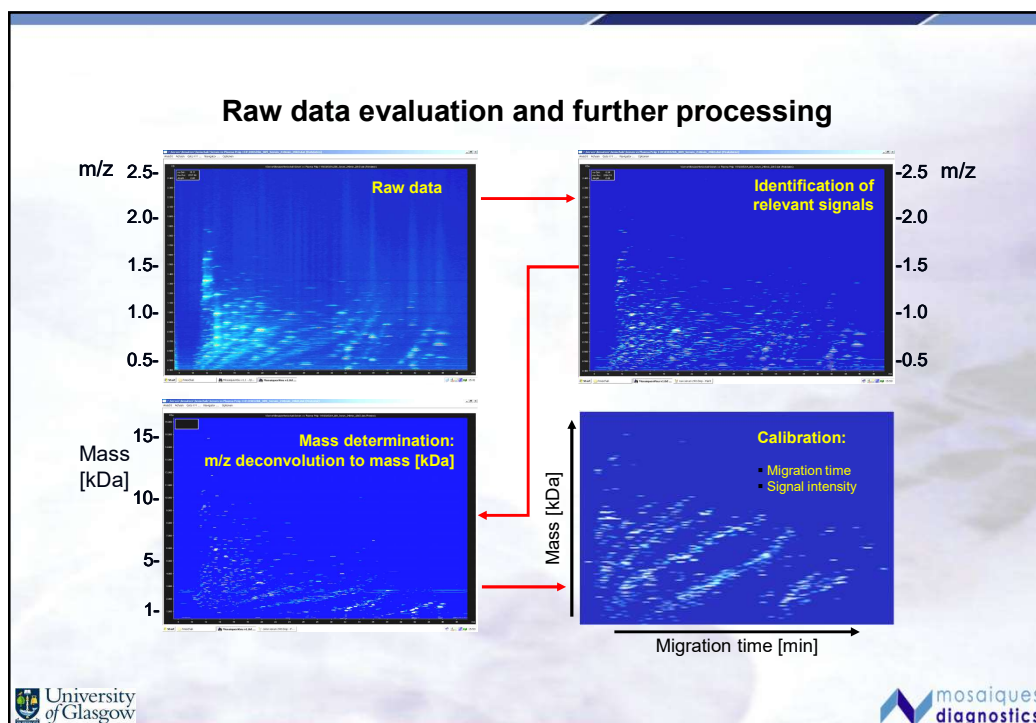 Raw data evaluation and further processing
m/z
2.5-
2.0-
1.5-
1.0-
0.5-
Raw data
Identification of
relevant signals
-2.5
m/z
-2.0
-1.5
-1.0
-0.5
Mass
[kDa]
15-
10-
5-
1-
Mass determination:
m/z deconvolution to mass [kDa]
Mass [kDa]
Calibration:
▪ Migration time
▪ Signal intensity
Migration time [min]
University
of Glasgow
mosaiques
diagnostics